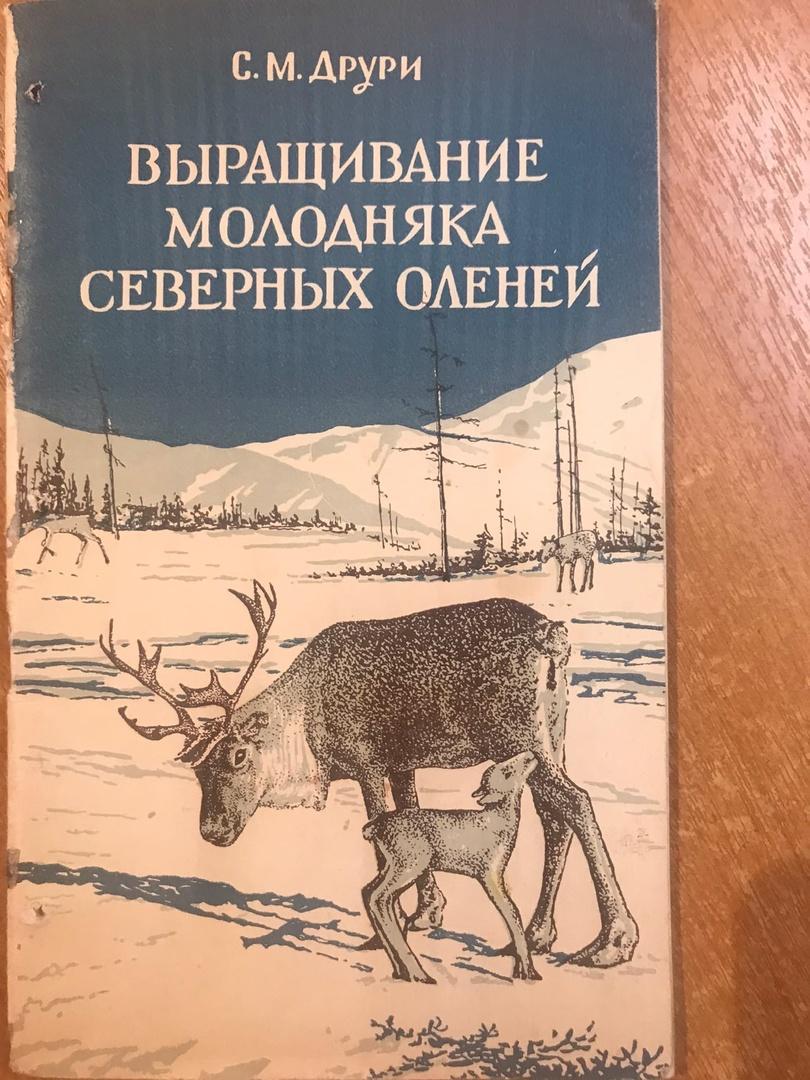 С. М. Друри
ВЫРАЩИВАНИЕ
МОЛОДНЯКА
СЕВЕРНЫХ ОЛЕНЕЙ